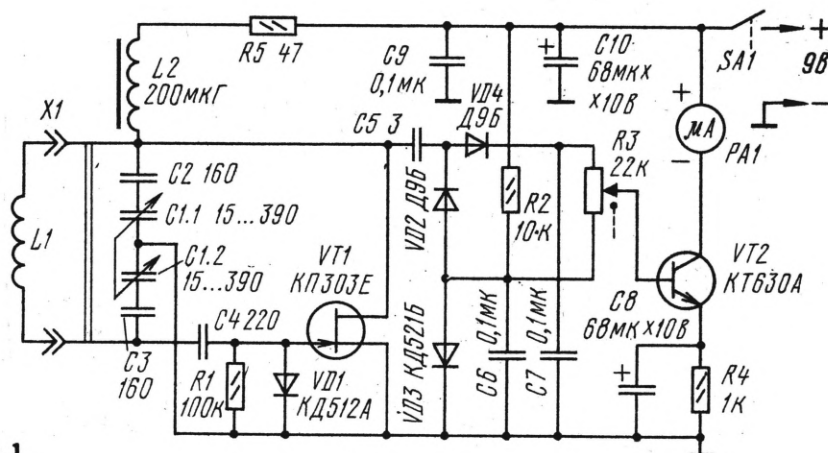 R5 47
C9
0,1мк
C10
68мк×
×10В
SA1
+
9В
−
L2
200мкГ
X1
C5 3
VD4
Д9Б
+
μA
−
PA1
R3
22к
C2 160
C1.1 15...390
L1
C1.2
15...390
VD2 Д9Б
R2
10к
VT1
КП303Е
VT2
КТ630А
C4 220
C3
160
R1
100к
VD1
КД512А
VD3 КД521Б
C6 0,1мк
C7 0,1мк
C8
68мк×10В
+
R4
1к